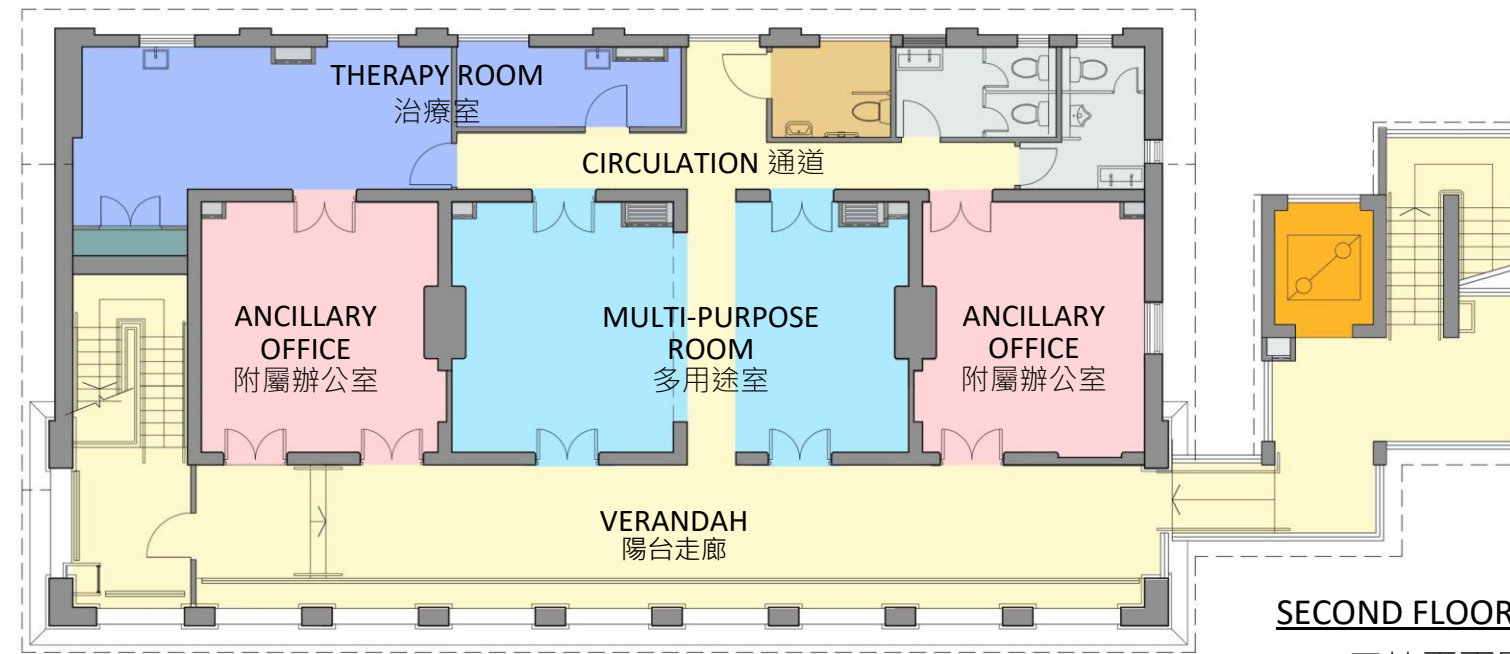 THERAPY ROOM
治療室
CIRCULATION 通道
ANCILLARY
OFFICE
附屬辦公室
MULTI-PURPOSE
ROOM
多用途室
ANCILLARY
OFFICE
附屬辦公室
VERANDAH
陽台走廊
SECOND FLOOR